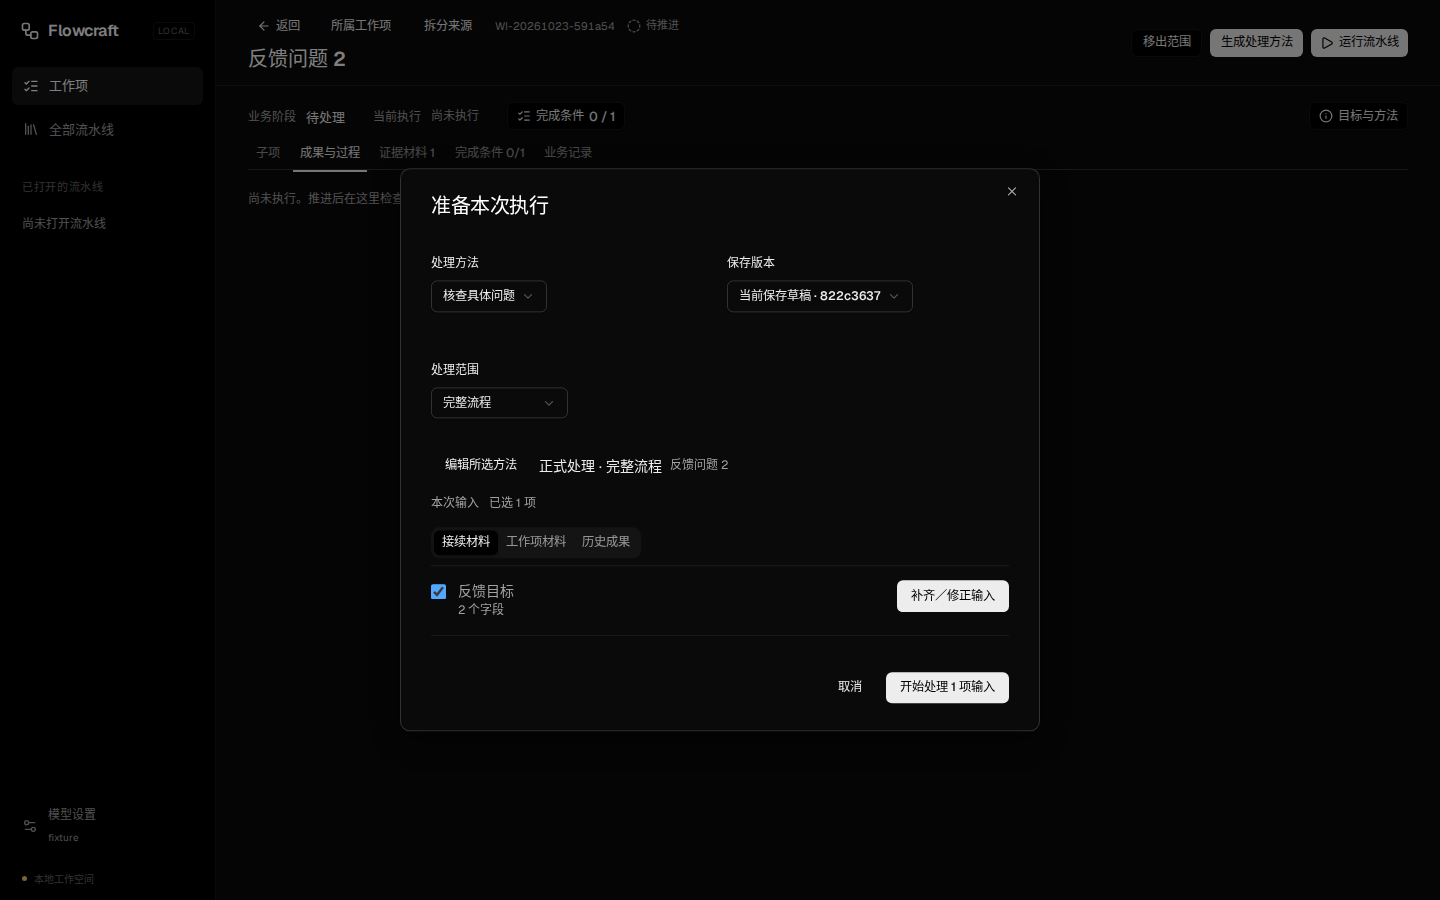 Flowcraft LOCAL
工作项
全部流水线
已打开的流水线
尚未打开流水线
模型设置
fixture
本地工作空间
返回 所属工作项 拆分来源 WI-20261023-591a54 待推进
反馈问题 2
移出范围 生成处理方法 运行流水线
业务阶段 待处理 当前执行 尚未执行 完成条件 0 / 1 目标与方法
子项 成果与过程 证据材料 1 完成条件 0/1 业务记录
尚未执行。推进后在这里检查
准备本次执行
处理方法 保存版本
核查具体问题 当前保存草稿 · 822c3637
处理范围
完整流程
编辑所选方法 正式处理 · 完整流程 反馈问题 2
本次输入 已选 1 项
接续材料 工作项材料 历史成果
反馈目标
2 个字段
补齐／修正输入
取消 开始处理 1 项输入